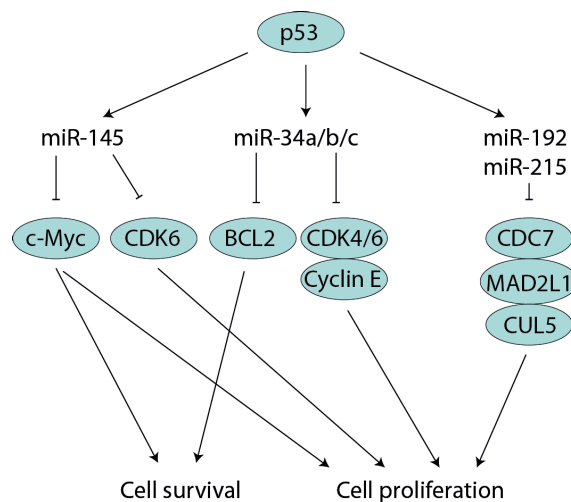 p53
miR-145
miR-34a/b/c
miR-192
miR-215
c-Myc
CDK6
BCL2
CDK4/6
Cyclin E
CDC7
MAD2L1
CUL5
Cell survival
Cell proliferation